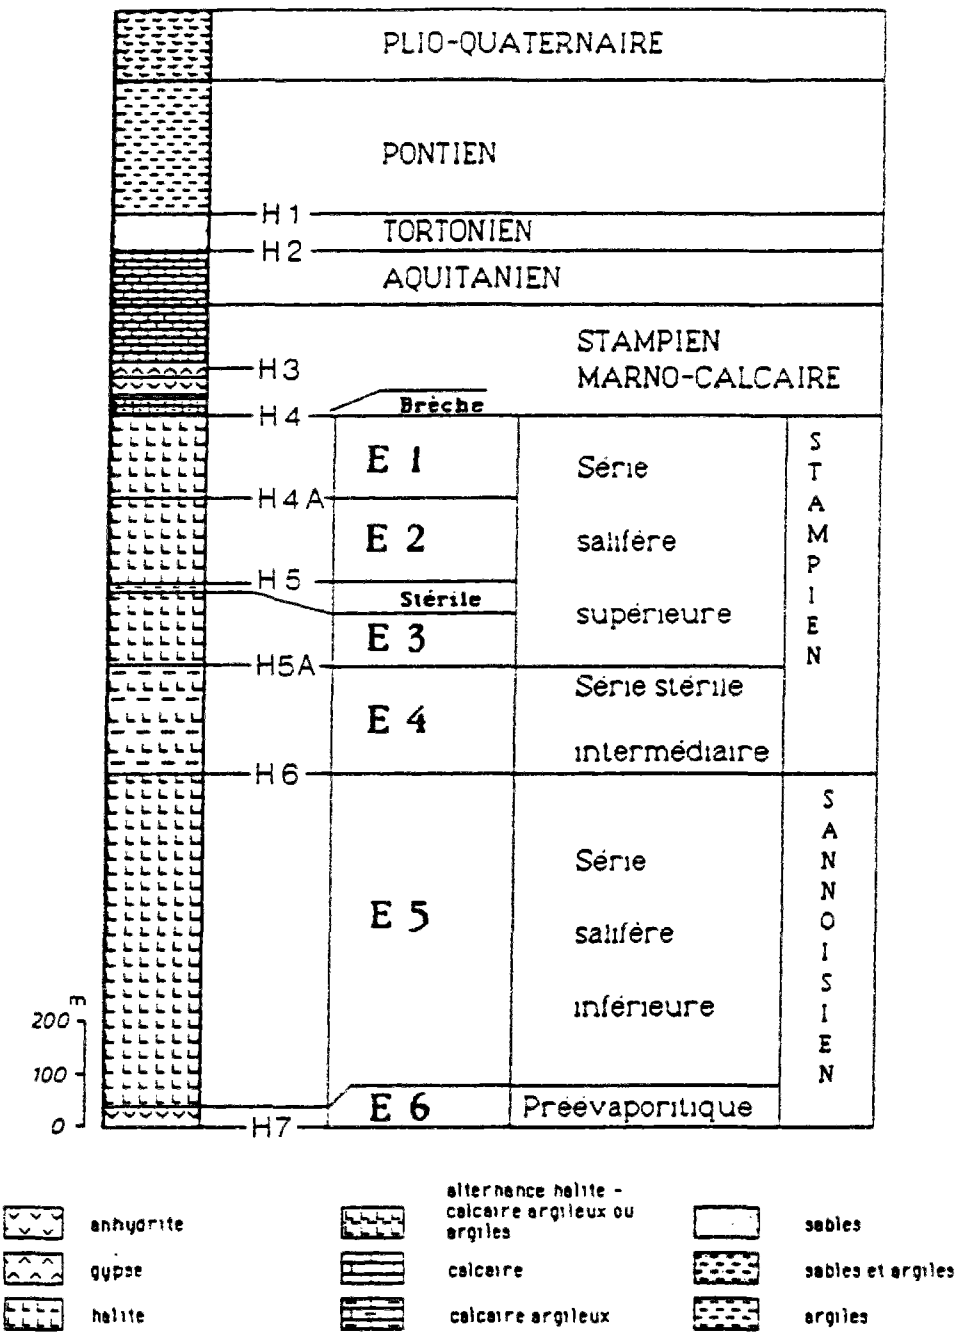 PLIO-QUATERNAIRE
PONTIEN
H1
TORTONIEN
H2
AQUITANIEN
STAMPIEN
MARNO-CALCAIRE
H3
Brèche
H4
E 1
Série
H4A
E 2
salifère
H5
Stérile
supérieure
E 3
H5A
STAMPIEN
Série stérile
E 4
intermédiaire
H6
Série
E 5
salifère
inférieure
SANNOISIEN
m
200
100
0
E 6
Préévaporitique
H7
anhydrite
gypse
halite
alternance halite -
calcaire argileux ou
argiles
calcaire
calcaire argileux
sables
sables et argiles
argiles